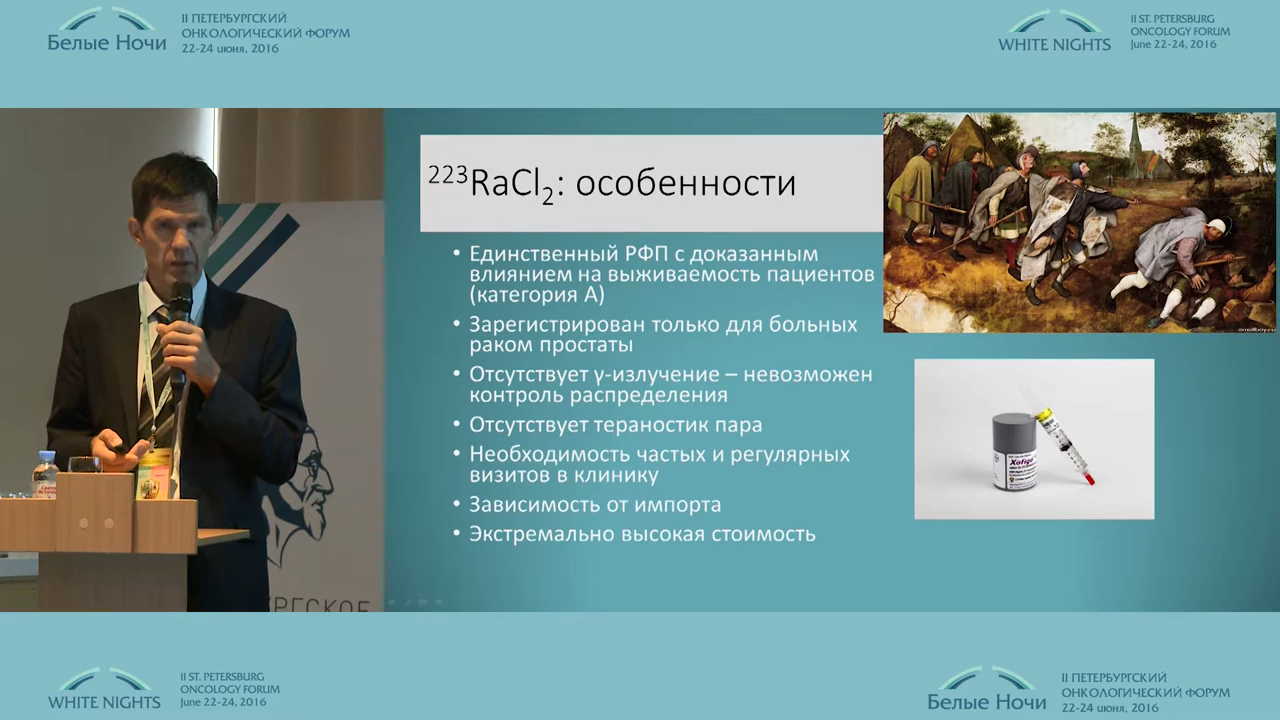 Белые Ночи
II ПЕТЕРБУРГСКИЙ
ОНКОЛОГИЧЕСКИЙ ФОРУМ
22-24 июня, 2016
WHITE NIGHTS
II ST. PETERSBURG
ONCOLOGY FORUM
June 22-24, 2016
²²³RaCl₂: особенности
• Единственный РФП с доказанным
влиянием на выживаемость пациентов
(категория А)
• Зарегистрирован только для больных
раком простаты
• Отсутствует γ-излучение – невозможен
контроль распределения
• Отсутствует тераностик пара
• Необходимость частых и регулярных
визитов в клинику
• Зависимость от импорта
• Экстремально высокая стоимость
Xofigo
WHITE NIGHTS
II ST. PETERSBURG
ONCOLOGY FORUM
June 22-24, 2016
Белые Ночи
II ПЕТЕРБУРГСКИЙ
ОНКОЛОГИЧЕСКИЙ ФОРУМ
22-24 июня, 2016